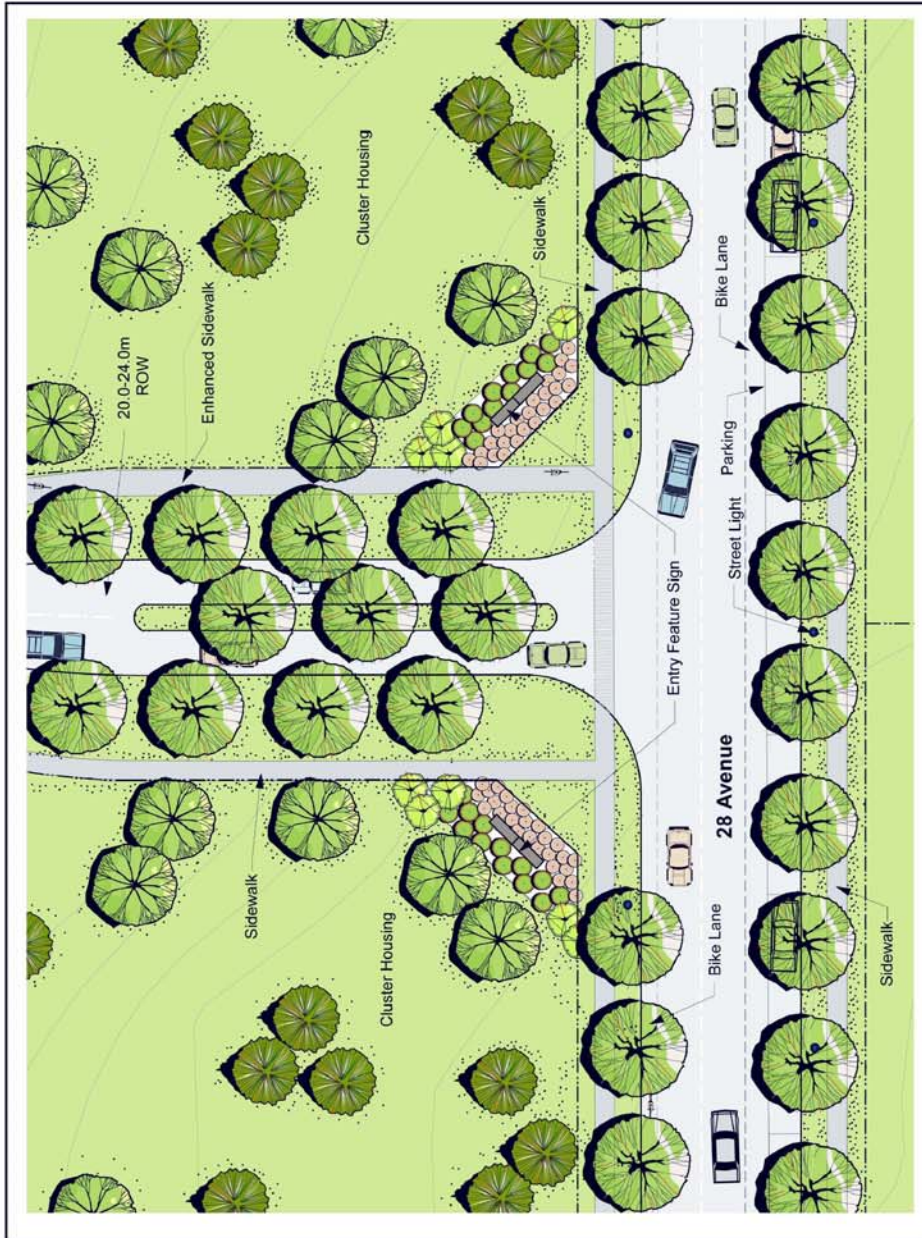 20.0-24.0m
ROW
Enhanced Sidewalk
Cluster Housing
Sidewalk
Bike Lane
Parking
Street Light
Entry Feature Sign
28 Avenue
Sidewalk
Cluster Housing
Bike Lane
Sidewalk